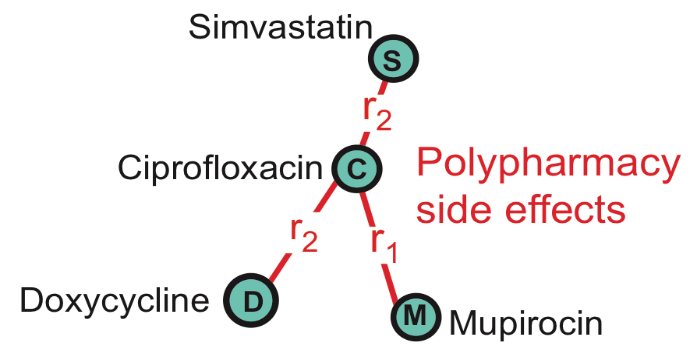 Simvastatin
S
r2
Ciprofloxacin
C
Polypharmacy
side effects
r2
r1
Doxycycline
D
M
Mupirocin